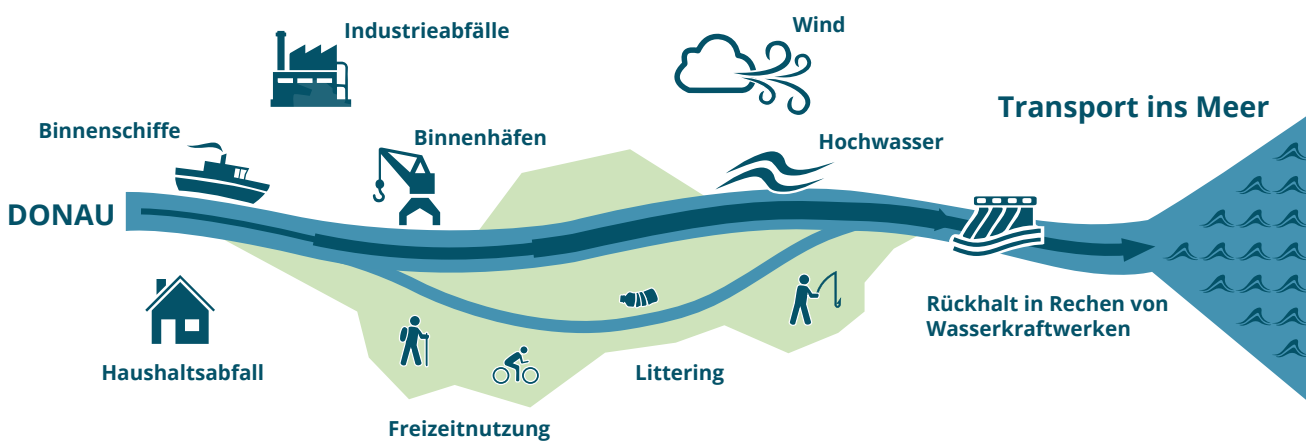 Industrieabfälle
Wind
Transport ins Meer
Binnenschiffe
Binnenhäfen
Hochwasser
DONAU
Rückhalt in Rechen von
Wasserkraftwerken
Haushaltsabfall
Littering
Freizeitnutzung